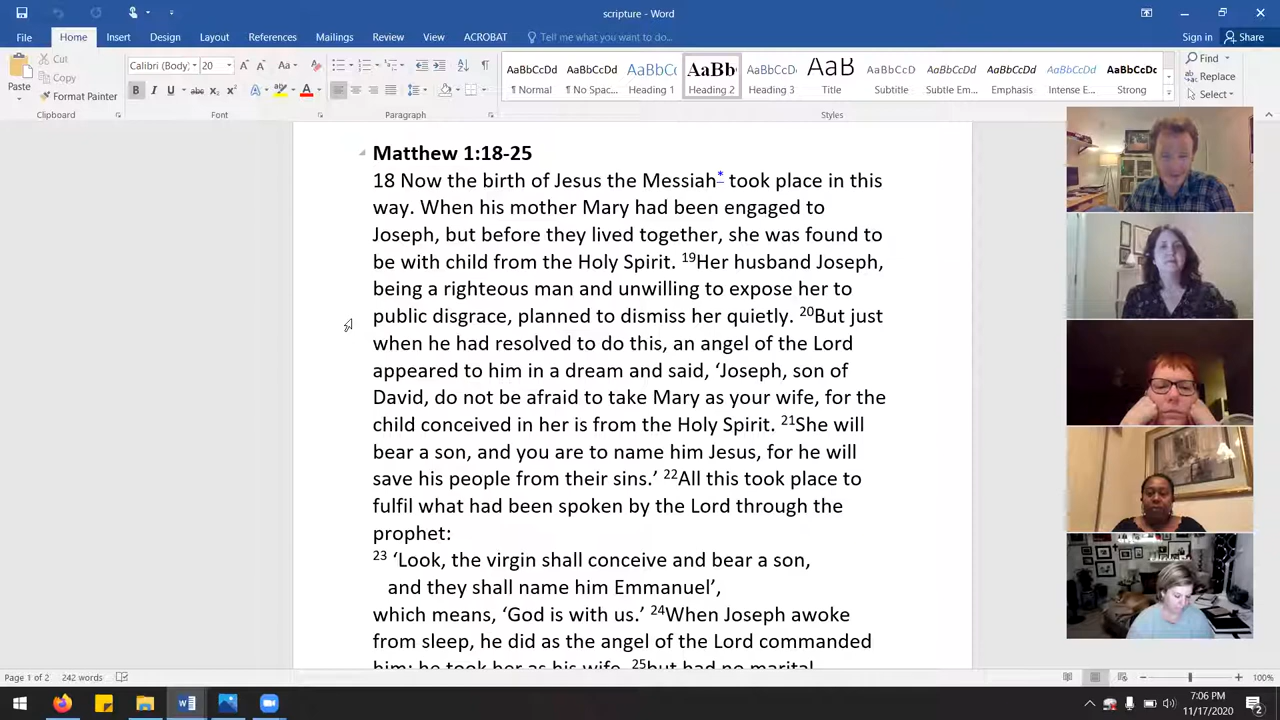 scripture - Word
File Home Insert Design Layout References Mailings Review View ACROBAT Tell me what you want to do... Sign in Share
Paste Cut Copy Format Painter
Calibri (Body) 20
AaBbCcDd AaBbCcDd AaBbCc AaBb AaBbCcD AaB AaBbCcD AaBbCcDd AaBbCcDd AaBbCcDd AaBbCcDc
¶ Normal ¶ No Spac... Heading 1 Heading 2 Heading 3 Title Subtitle Subtle Em... Emphasis Intense E... Strong
Find Replace Select
Clipboard Font Paragraph Styles
Matthew 1:18-25
18 Now the birth of Jesus the Messiah* took place in this
way. When his mother Mary had been engaged to
Joseph, but before they lived together, she was found to
be with child from the Holy Spirit. 19Her husband Joseph,
being a righteous man and unwilling to expose her to
public disgrace, planned to dismiss her quietly. 20But just
when he had resolved to do this, an angel of the Lord
appeared to him in a dream and said, ‘Joseph, son of
David, do not be afraid to take Mary as your wife, for the
child conceived in her is from the Holy Spirit. 21She will
bear a son, and you are to name him Jesus, for he will
save his people from their sins.’ 22All this took place to
fulfil what had been spoken by the Lord through the
prophet:
23 ‘Look, the virgin shall conceive and bear a son,
and they shall name him Emmanuel’,
which means, ‘God is with us.’ 24When Joseph awoke
from sleep, he did as the angel of the Lord commanded
him; he took her as his wife, 25but had no marital
Page 1 of 2 242 words 100%
7:06 PM
11/17/2020